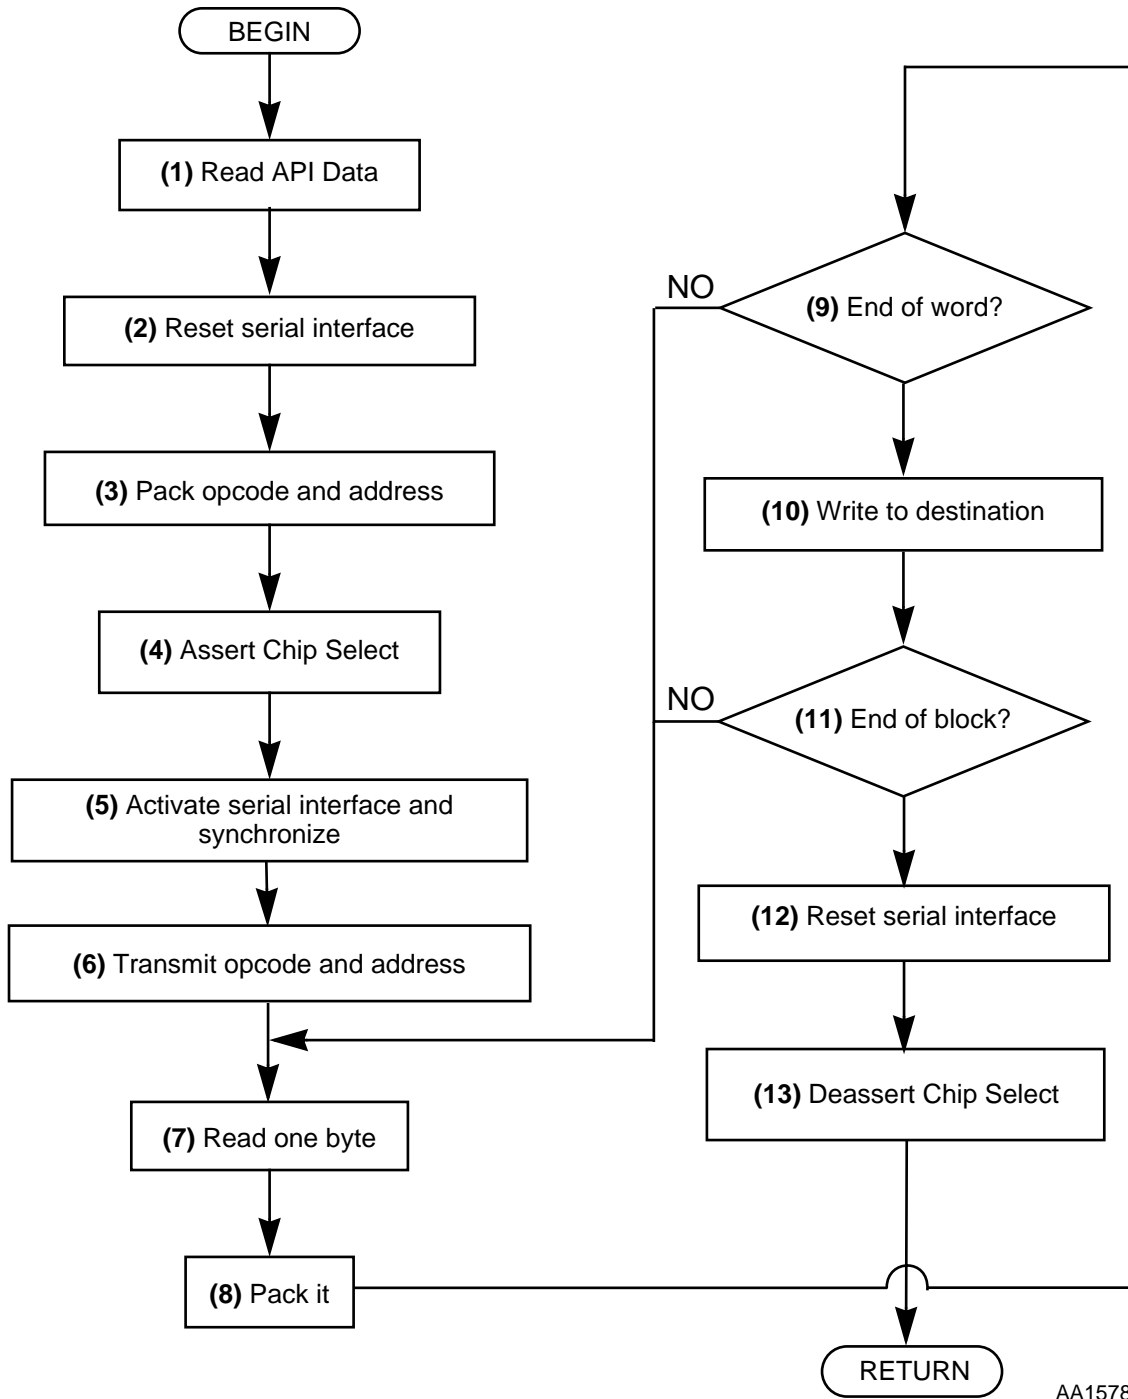 BEGIN
(1) Read API Data
(2) Reset serial interface
(3) Pack opcode and address
(4) Assert Chip Select
(5) Activate serial interface and
synchronize
(6) Transmit opcode and address
(7) Read one byte
(8) Pack it
NO
(9) End of word?
(10) Write to destination
NO
(11) End of block?
(12) Reset serial interface
(13) Deassert Chip Select
RETURN
AA1578